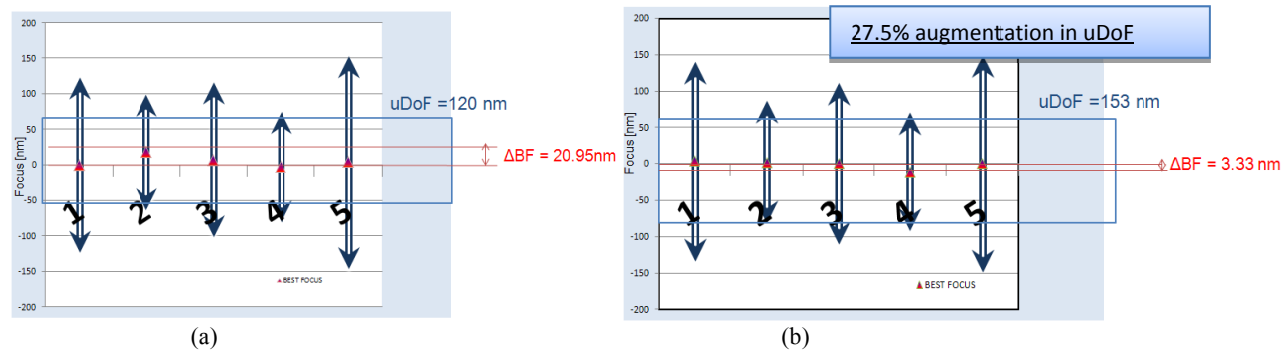 200
150
100
50
0
-50
-100
-150
-200
Focus [nm]
1 2 3 4 5
uDoF =120 nm
ΔBF = 20.95nm
BEST FOCUS
(a)
27.5% augmentation in uDoF
200
150
100
50
0
-50
-100
-150
-200
Focus [nm]
1 2 3 4 5
uDoF =153 nm
ΔBF = 3.33 nm
BEST FOCUS
(b)